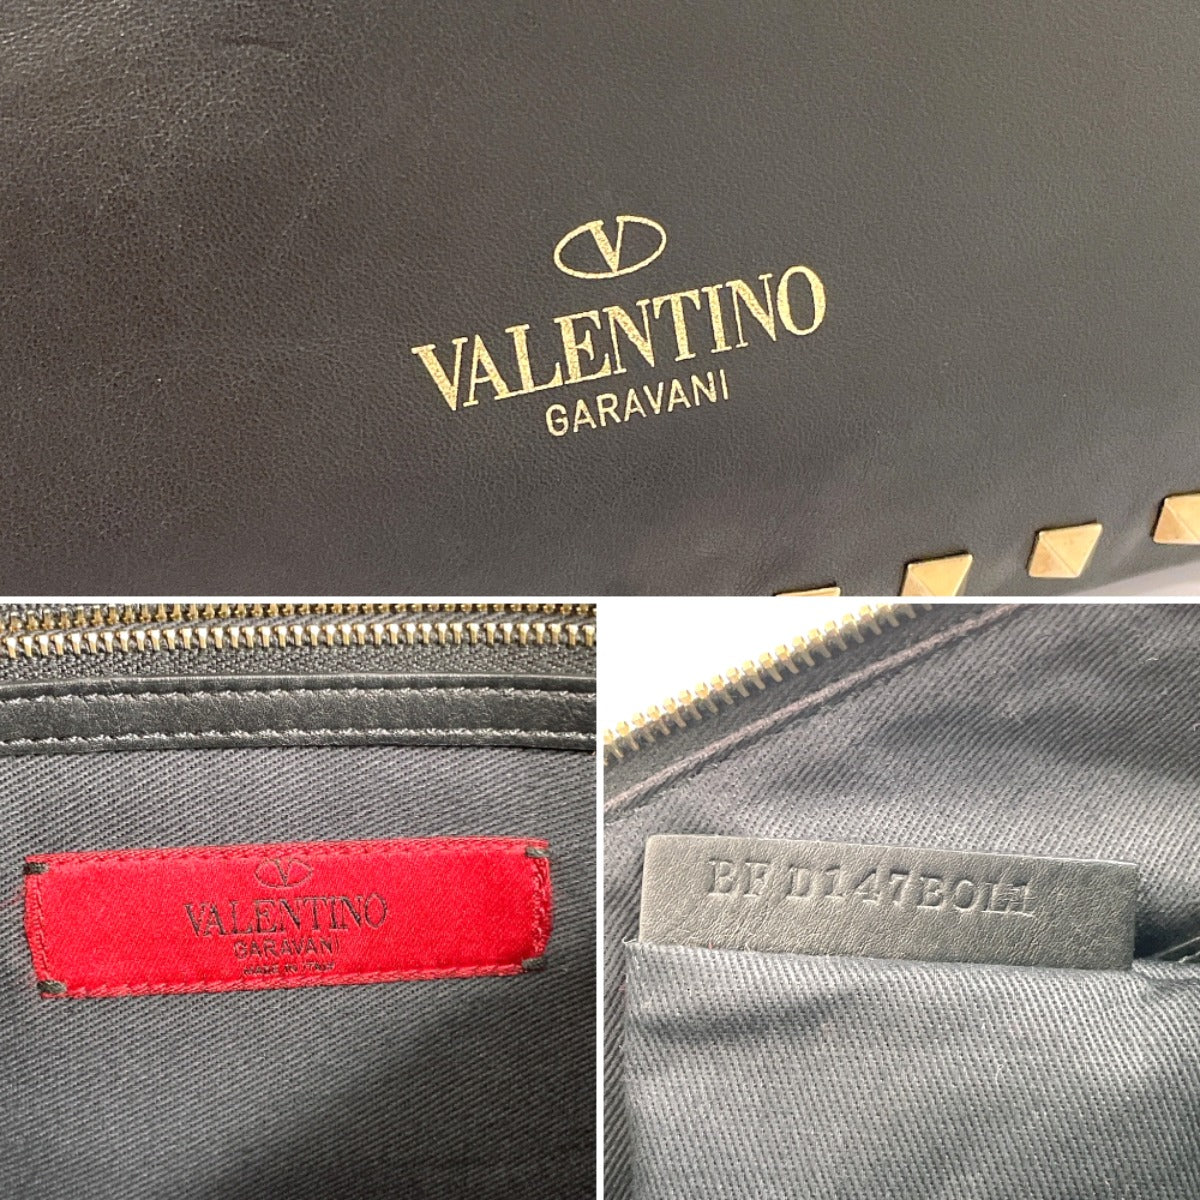 V
VALENTINO
GARAVANI
V
VALENTINO
GARAVANI
MADE IN ITALY
BF D147BOL1